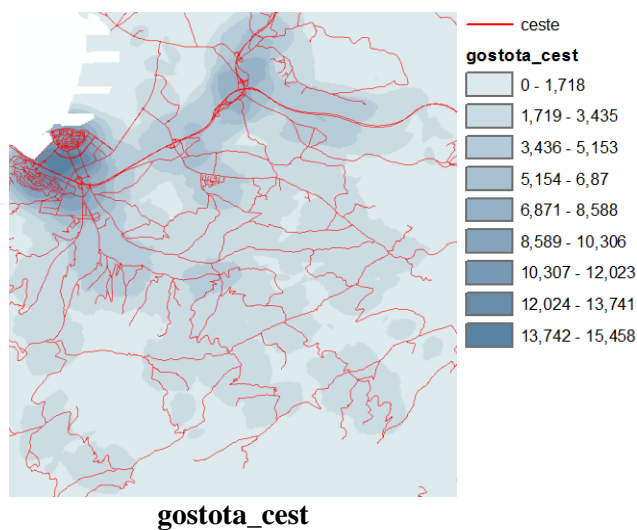 ceste
gostota_cest
0 - 1,718
1,719 - 3,435
3,436 - 5,153
5,154 - 6,87
6,871 - 8,588
8,589 - 10,306
10,307 - 12,023
12,024 - 13,741
13,742 - 15,458
gostota_cest